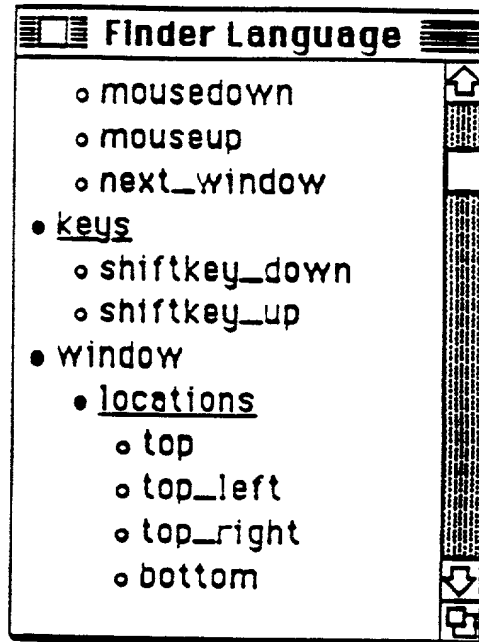 Finder Language
mousedown
mouseup
next_window
keys
shiftkey_down
shiftkey_up
window
locations
top
top_left
top_right
bottom